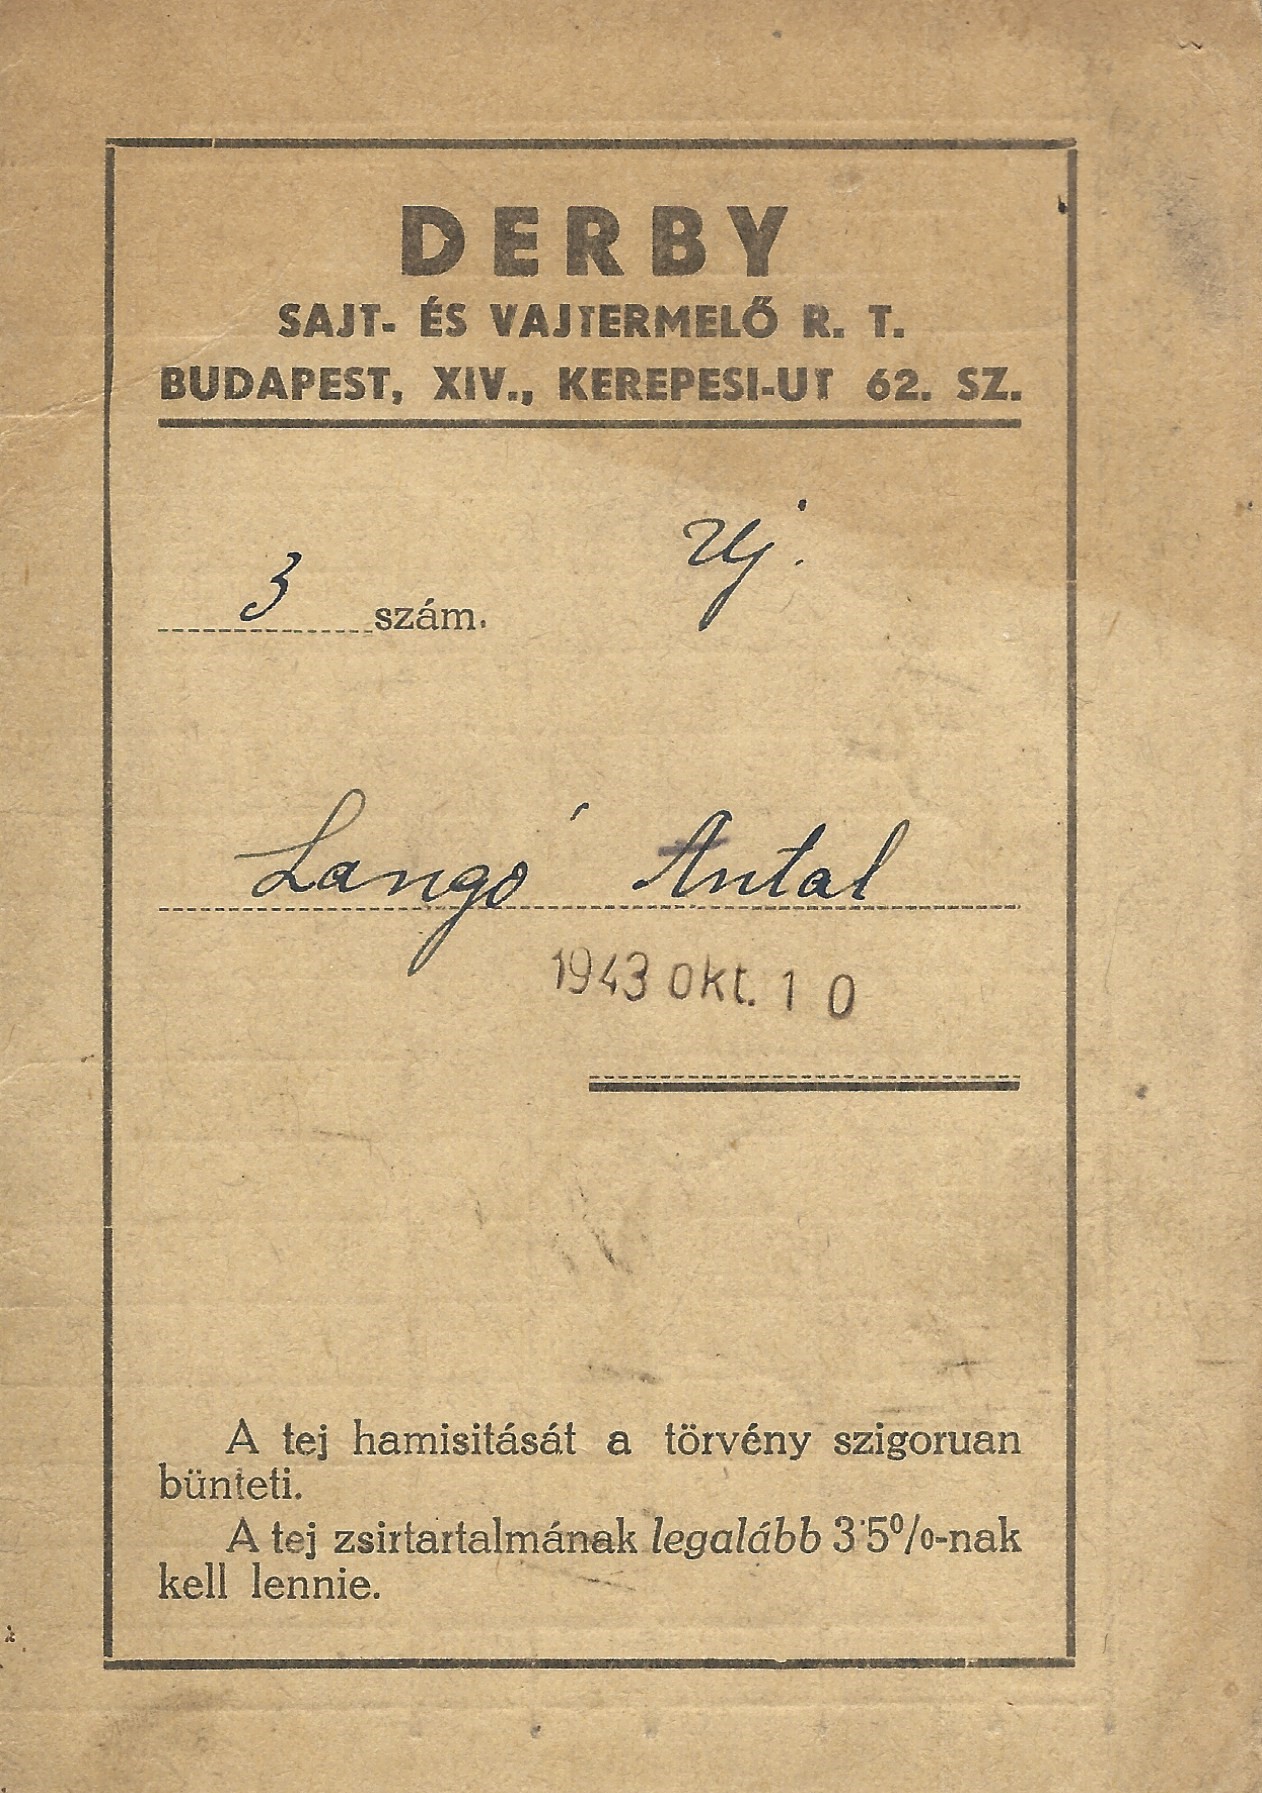 DERBY
SAJT- ÉS VAJTERMELŐ R. T.
BUDAPEST, XIV., KEREPESI-UT 62. SZ.
Uj.
3 szám.
Langó Antal
1943 okt. 10
A tej hamisitását a törvény szigoruan
bünteti.
A tej zsirtartalmának legalább 3·5%-nak
kell lennie.